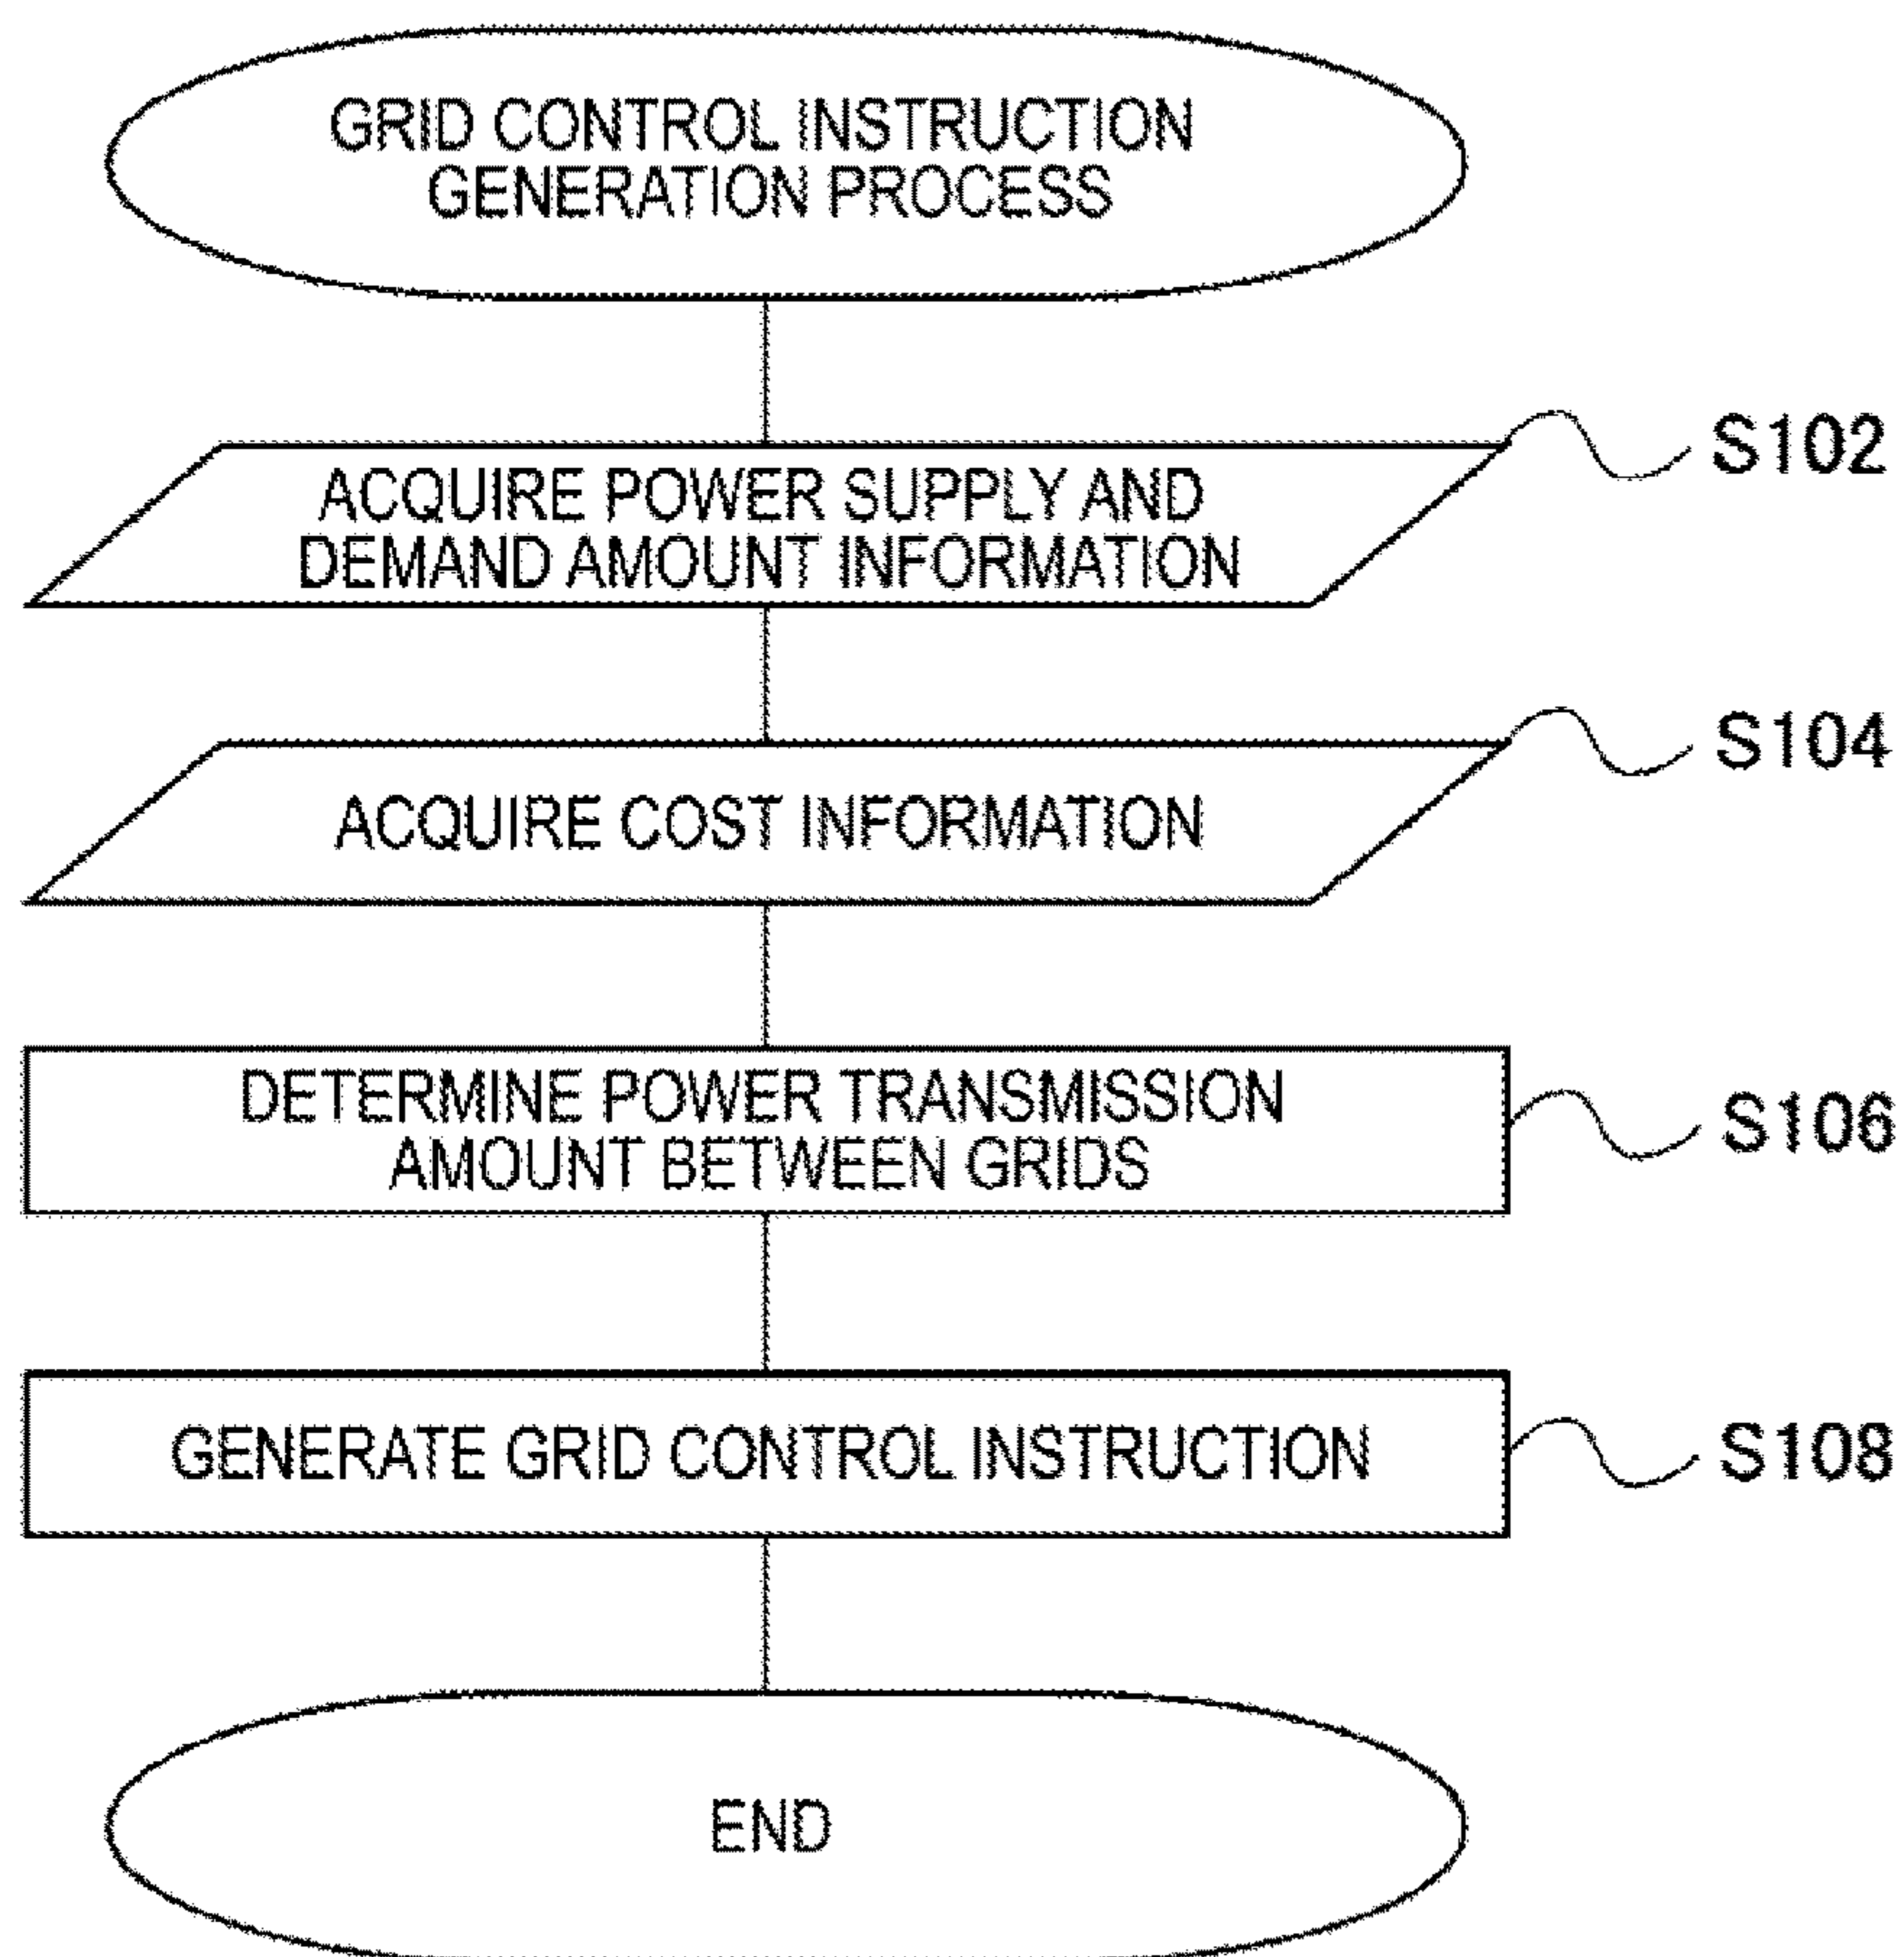 GRID CONTROL INSTRUCTION
GENERATION PROCESS
S102
ACQUIRE POWER SUPPLY AND
DEMAND AMOUNT INFORMATION
S104
ACQUIRE COST INFORMATION
DETERMINE POWER TRANSMISSION
AMOUNT BETWEEN GRIDS
S106
GENERATE GRID CONTROL INSTRUCTION
S108
END